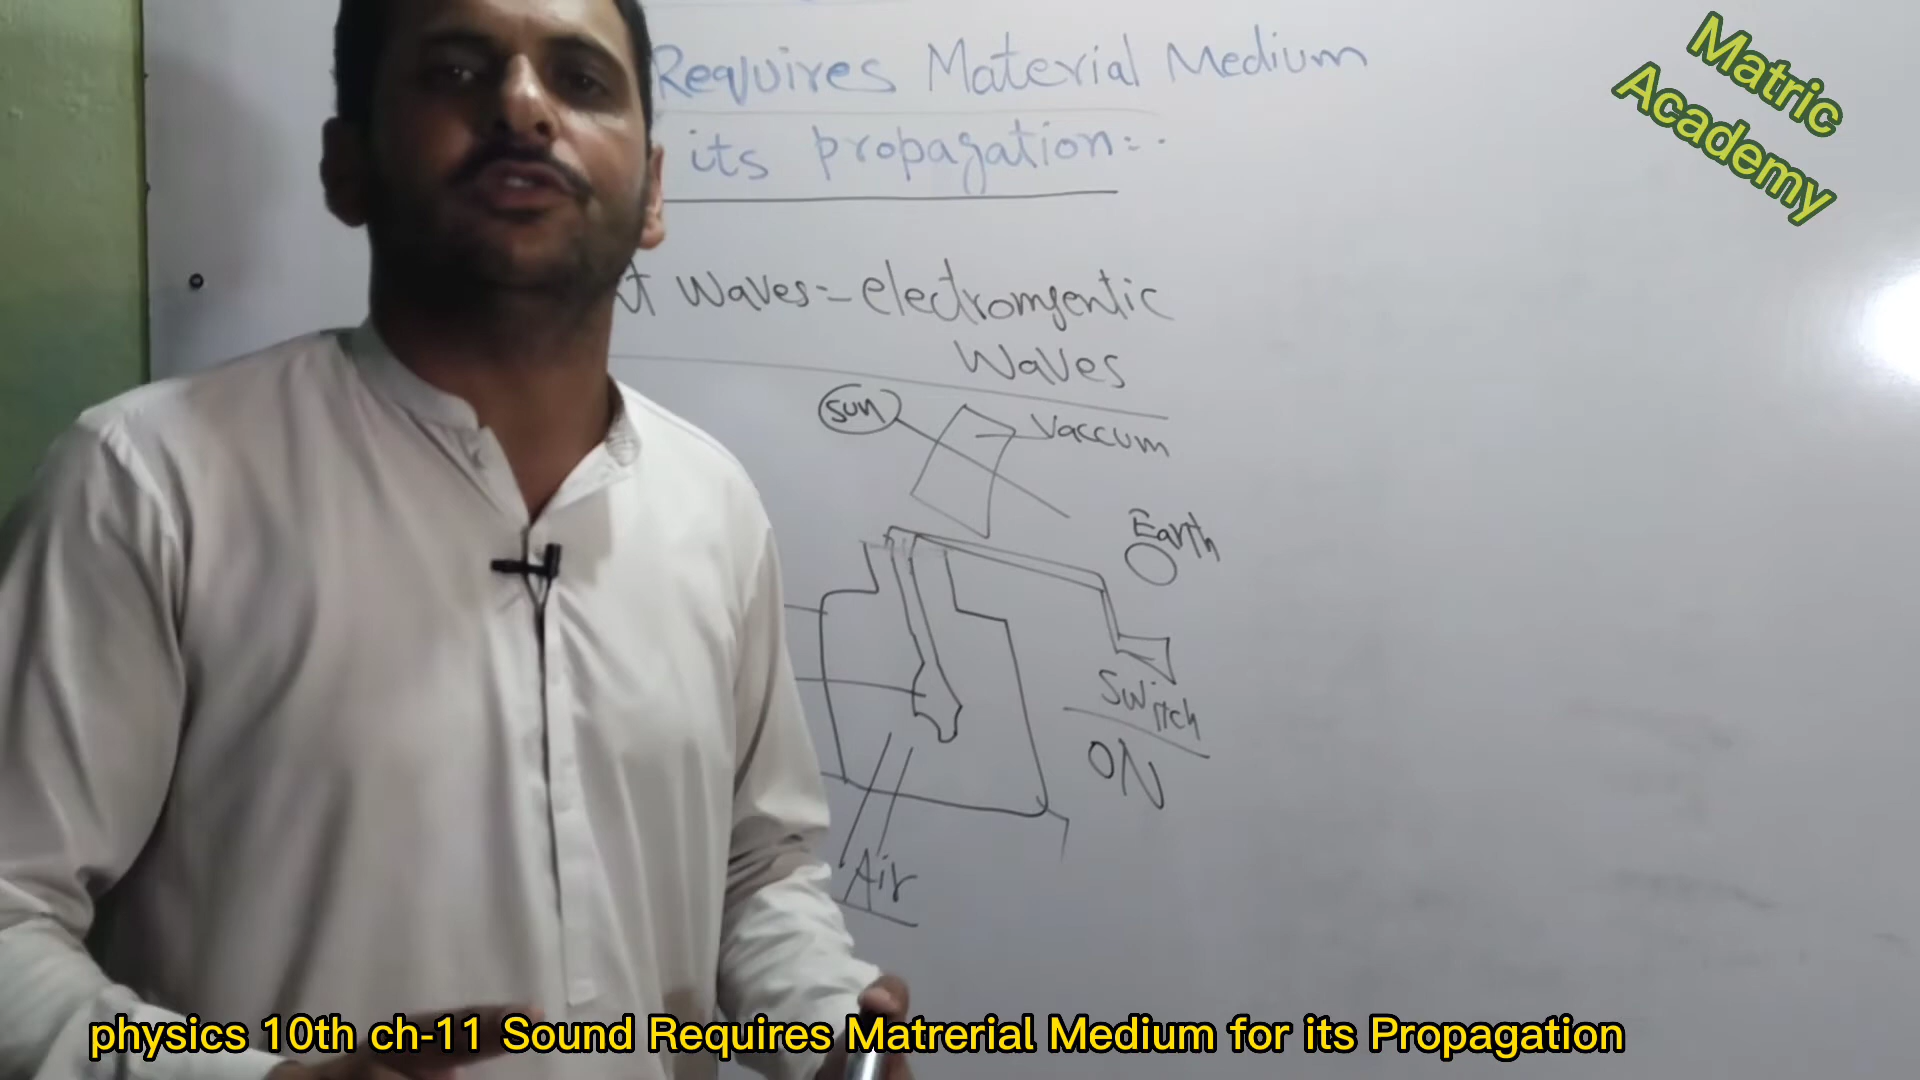 Requires Material Medium
its propagation:-
Waves:- electromgentic
Waves
Sun
Vaccum
Earth
Switch
ON
Air
Matric
Academy
physics 10th ch-11 Sound Requires Matrerial Medium for its Propagation